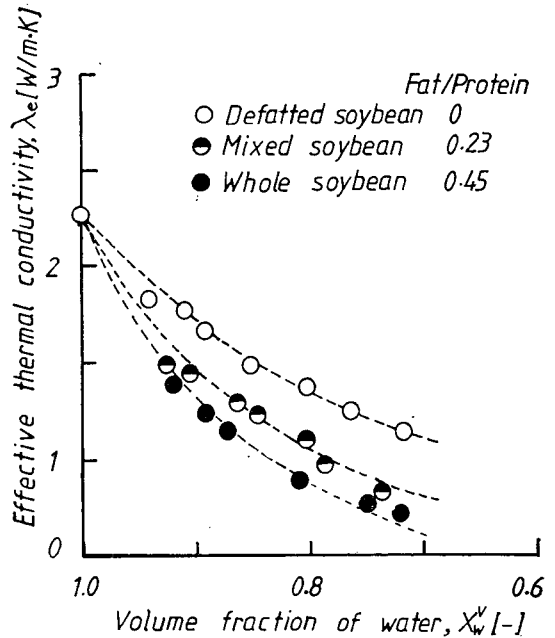 Effective thermal conductivity, λe [W/m·K]
3
2
1
0
Fat/Protein
Defatted soybean 0
Mixed soybean 0.23
Whole soybean 0.45
1.0
0.8
0.6
Volume fraction of water, X_w^v [-]